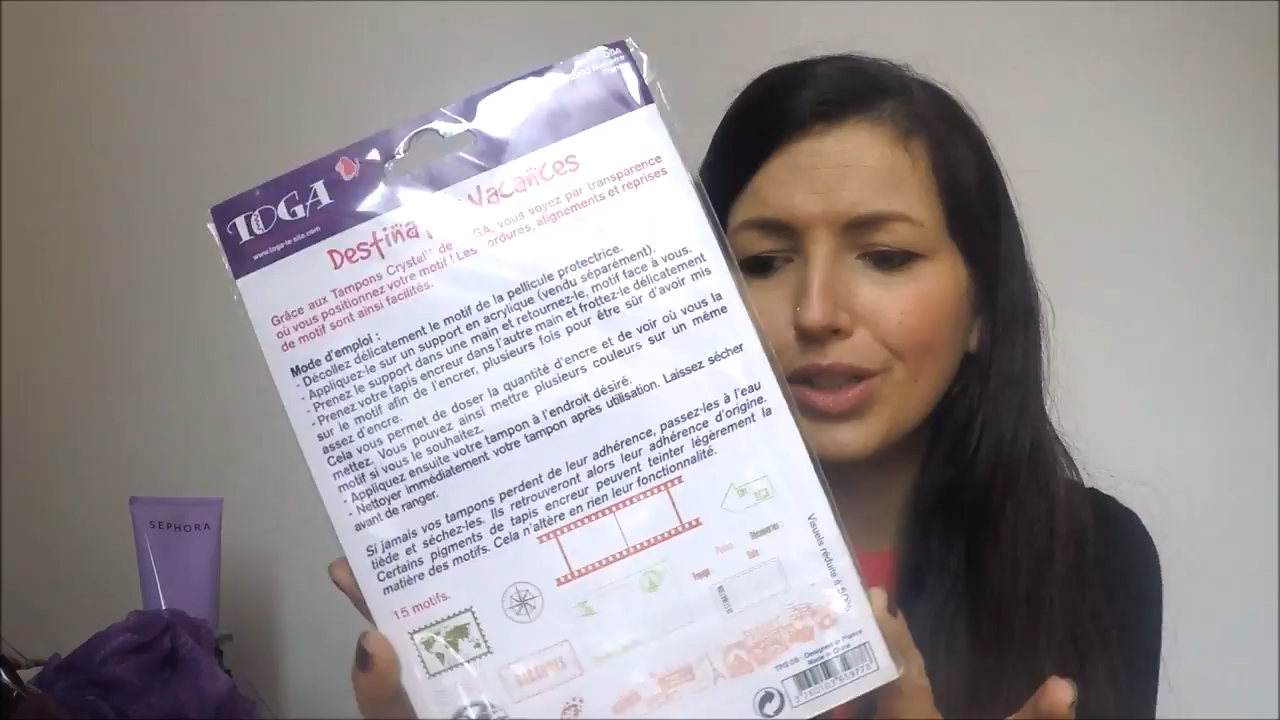 TOGA
www.toga-le-site.com
Vacances
Grâce aux Tampons Crystal de GA, vous voyez par transparence
où vous positionnez votre motif ! Les ordures, alignements et reprises
de motif sont ainsi facilités.
Mode d'emploi :
- Décollez délicatement le motif de la pellicule protectrice.
- Appliquez-le sur un support en acrylique (vendu séparément).
- Prenez le support dans une main et retournez-le, motif face à vous.
- Prenez votre tapis encreur dans l'autre main et frottez-le délicatement
sur le motif afin de l'encrer, plusieurs fois pour être sûr d'avoir mis
assez d'encre.
Cela vous permet de doser la quantité d'encre et de voir où vous la
mettez. Vous pouvez ainsi mettre plusieurs couleurs sur un même
motif si vous le souhaitez.
- Appliquez ensuite votre tampon à l'endroit désiré.
- Nettoyer immédiatement votre tampon après utilisation. Laissez sécher
avant de ranger.
Si jamais vos tampons perdent de leur adhérence, passez-les à l'eau
tiède et séchez-les. Ils retrouveront alors leur adhérence d'origine.
Certains pigments de tapis encreur peuvent teinter légèrement la
matière des motifs. Cela n'altère en rien leur fonctionnalité.
15 motifs.
Visuels réduits à 50%
Designed in France
Made in China
SEPHORA